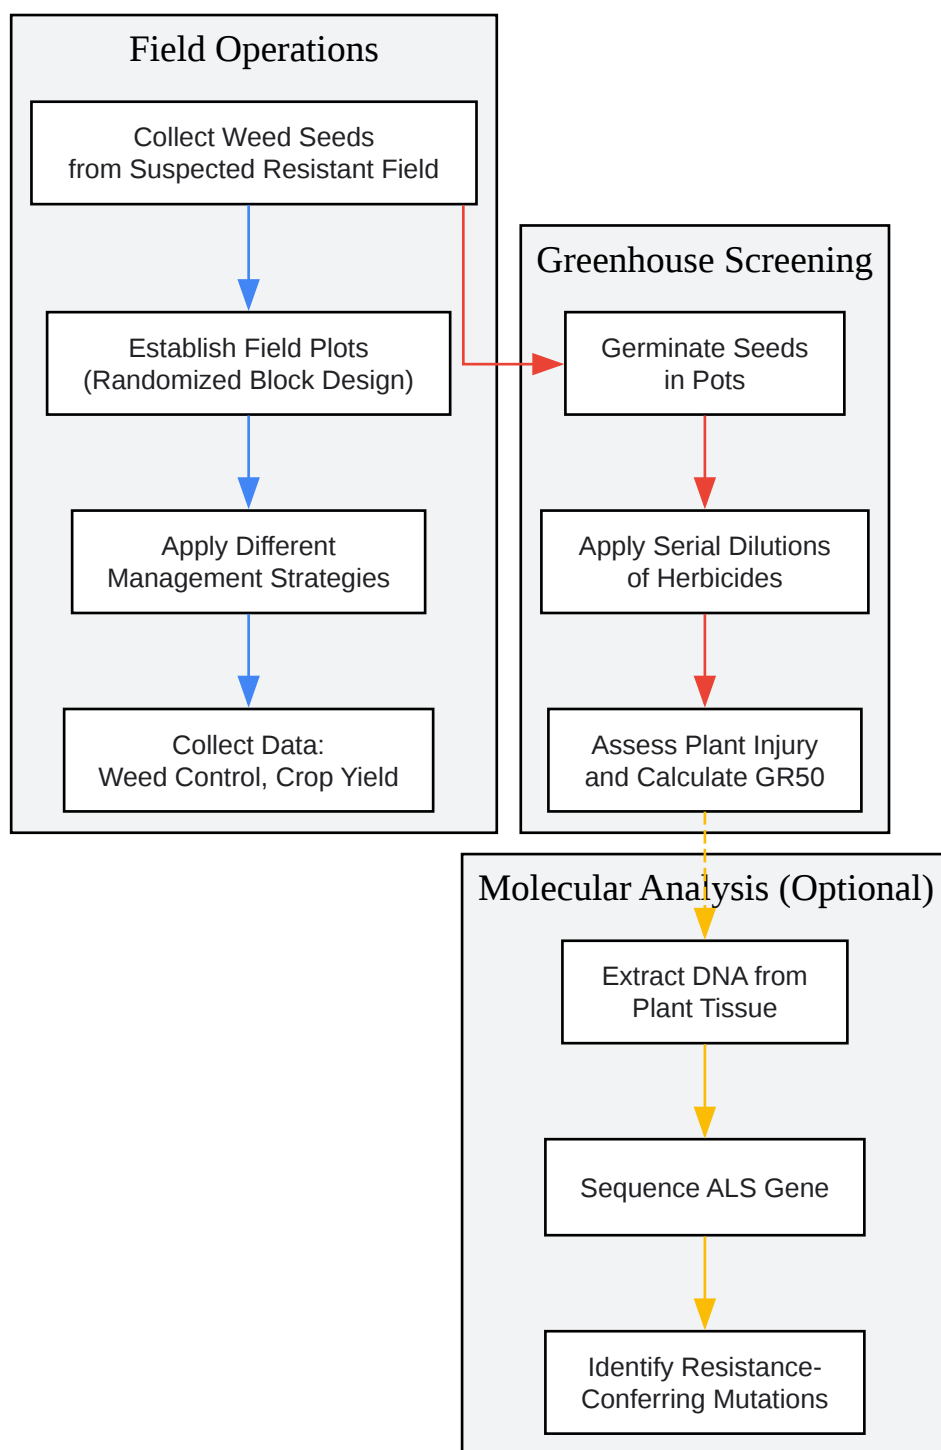 Field Operations
Collect Weed Seeds
from Suspected Resistant Field
Establish Field Plots
(Randomized Block Design)
Apply Different
Management Strategies
Collect Data:
Weed Control, Crop Yield
Greenhouse Screening
Germinate Seeds
in Pots
Apply Serial Dilutions
of Herbicides
Assess Plant Injury
and Calculate GR50
Molecular Analysis (Optional)
Extract DNA from
Plant Tissue
Sequence ALS Gene
Identify Resistance-
Conferring Mutations